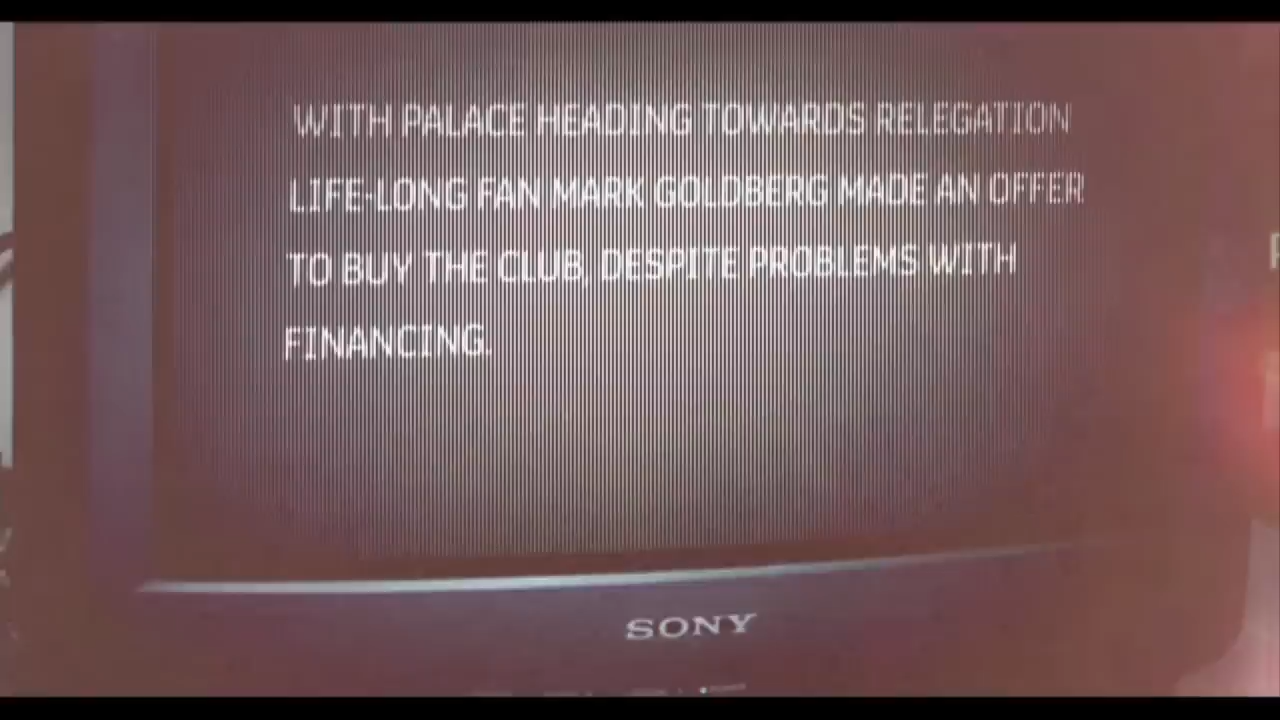 WITH PALACE HEADING TOWARDS RELEGATION
LIFE-LONG FAN MARK GOLDBERG MADE AN OFFER
TO BUY THE CLUB, DESPITE PROBLEMS WITH
FINANCING.
SONY